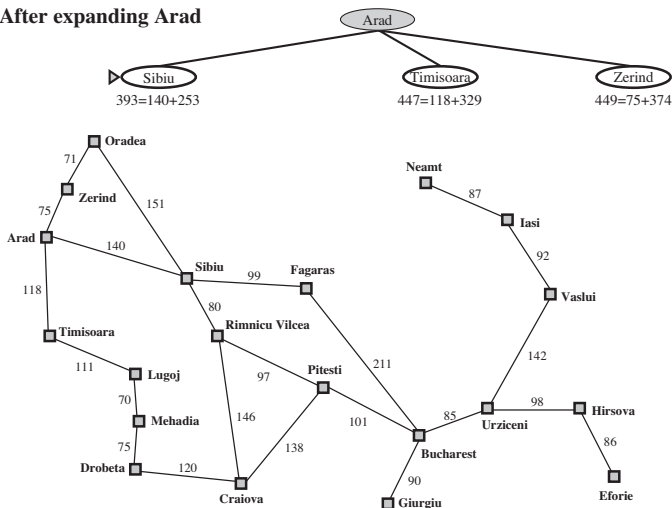 After expanding Arad
Arad
Sibiu
Timisoara
Zerind
393=140+253
447=118+329
449=75+374
Oradea
71
Neamt
87
Zerind
151
75
Iasi
Arad
140
92
Sibiu
Fagaras
99
118
80
Vaslui
Timisoara
Rimnicu Vilcea
111
Pitesti
211
142
Lugoj
97
70
98
Hirsova
Mehadia
146
101
85
Urziceni
75
138
86
Bucharest
Drobeta
120
90
Craiova
Eforie
Giurgiu